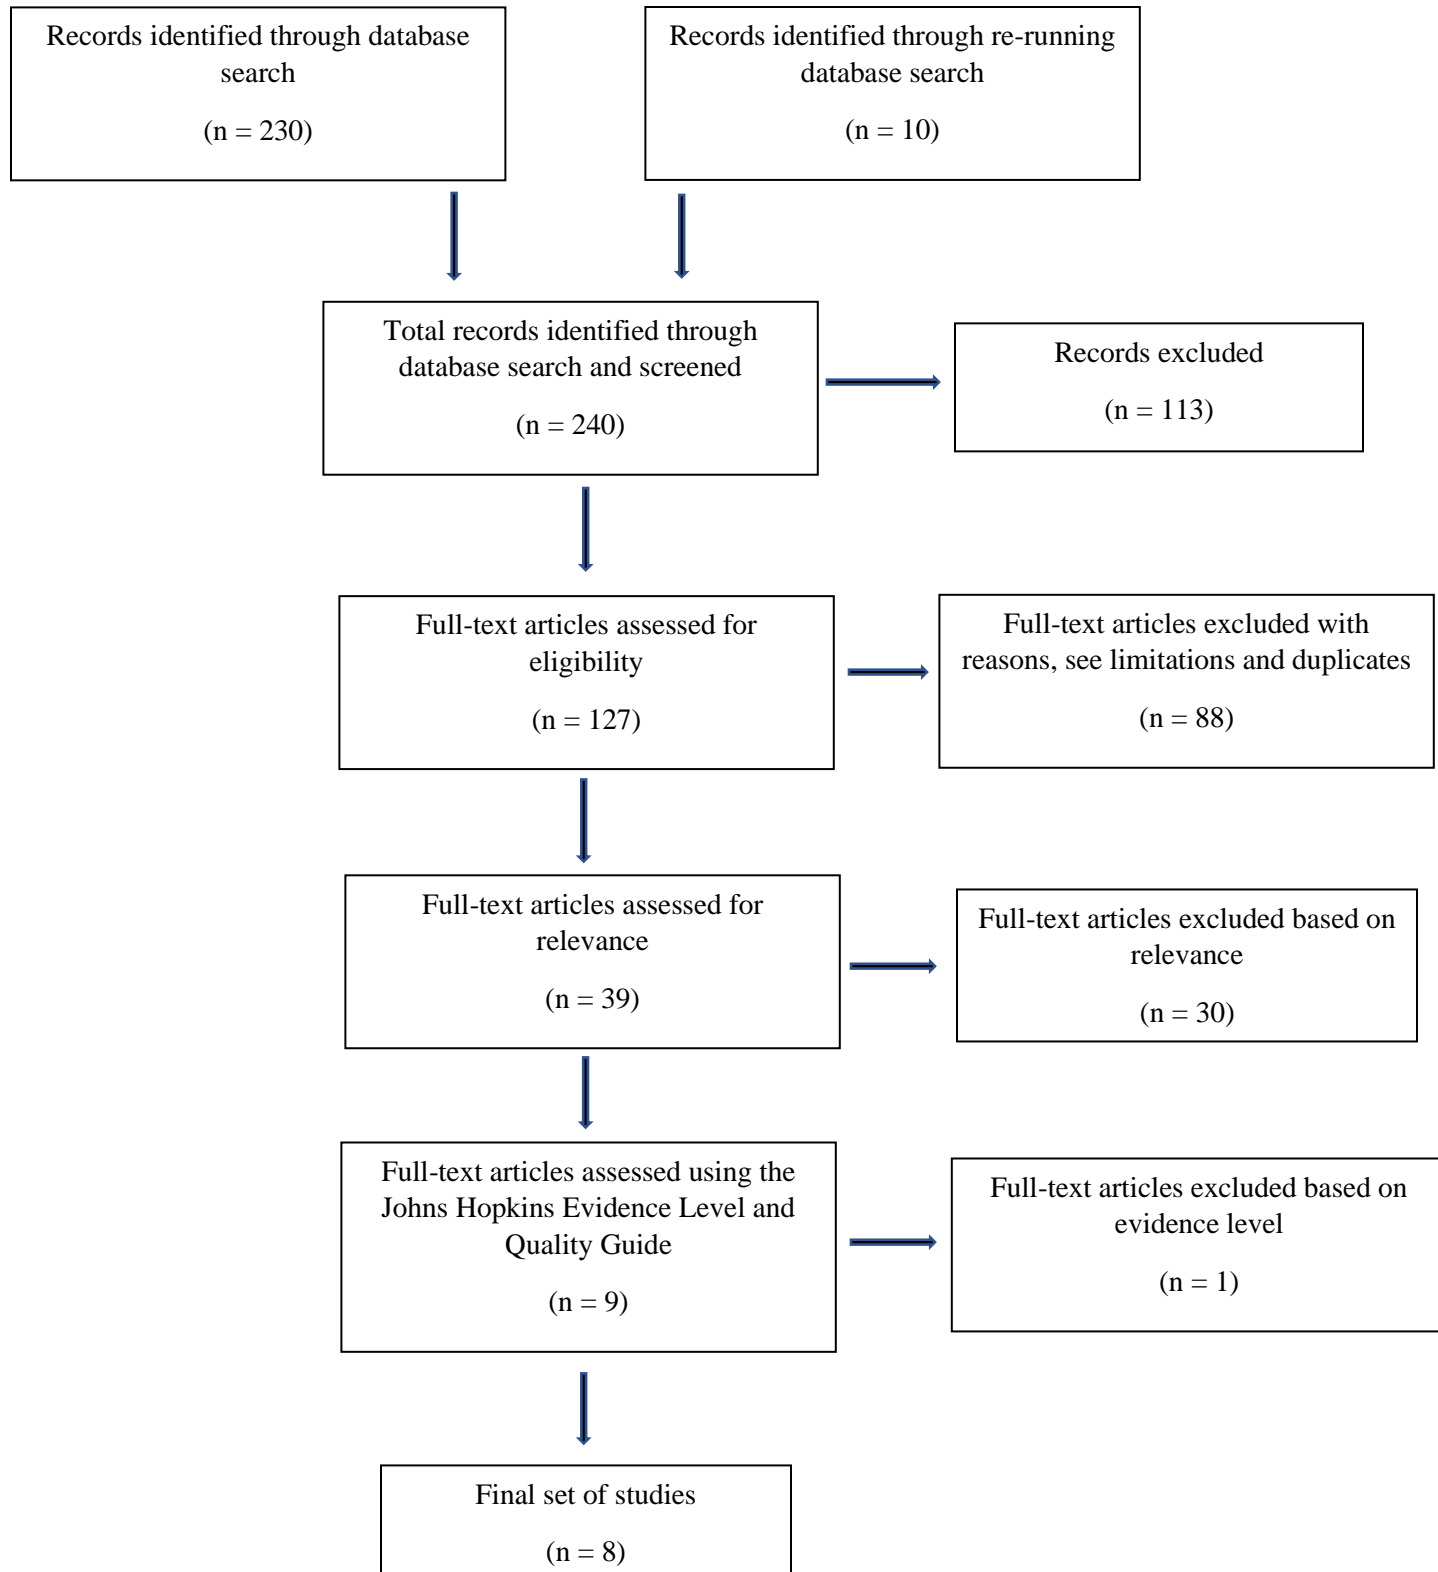 Records identified through database
search
(n = 230)
Records identified through re-running
database search
(n = 10)
Total records identified through
database search and screened
(n = 240)
Records excluded
(n = 113)
Full-text articles assessed for
eligibility
(n = 127)
Full-text articles excluded with
reasons, see limitations and duplicates
(n = 88)
Full-text articles assessed for
relevance
(n = 39)
Full-text articles excluded based on
relevance
(n = 30)
Full-text articles assessed using the
Johns Hopkins Evidence Level and
Quality Guide
(n = 9)
Full-text articles excluded based on
evidence level
(n = 1)
Final set of studies
(n = 8)